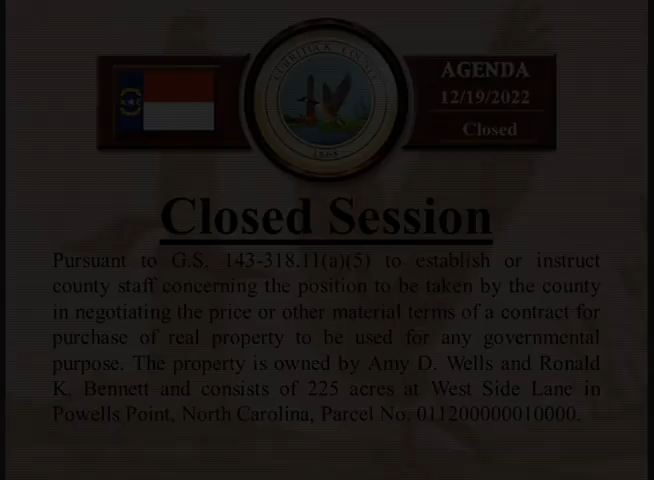 CURRITUCK COUNTY
AGENDA
12/19/2022
Closed
Closed Session
Pursuant to G.S. 143-318.11(a)(5) to establish or instruct
county staff concerning the position to be taken by the county
in negotiating the price or other material terms of a contract for
purchase of real property to be used for any governmental
purpose. The property is owned by Amy D. Wells and Ronald
K. Bennett and consists of 225 acres at West Side Lane in
Powells Point, North Carolina, Parcel No. 011200000010000.